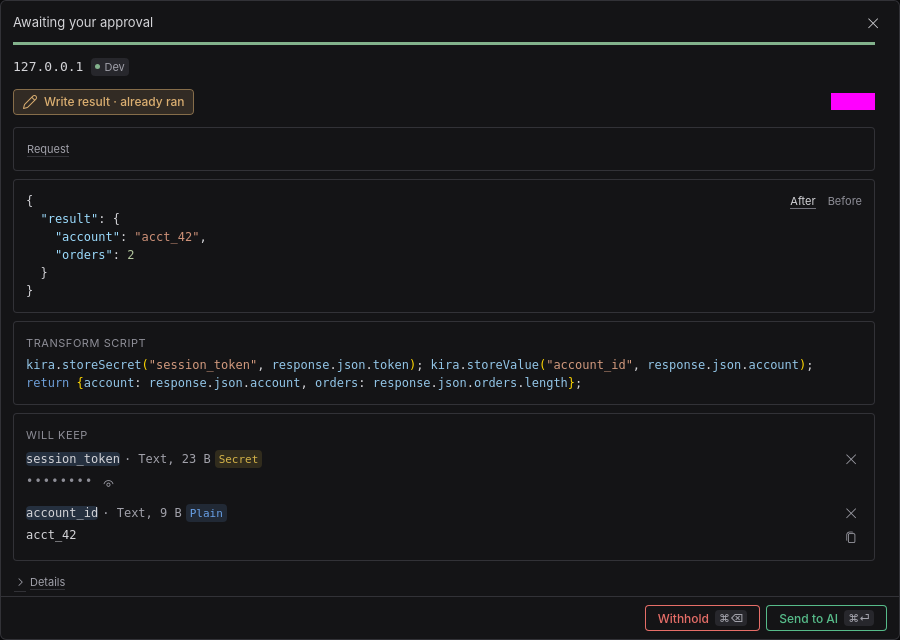 Awaiting your approval
127.0.0.1 Dev
Write result · already ran
Request
After Before
{
  "result": {
    "account": "acct_42",
    "orders": 2
  }
}
TRANSFORM SCRIPT
kira.storeSecret("session_token", response.json.token); kira.storeValue("account_id", response.json.account);
return {account: response.json.account, orders: response.json.orders.length};
WILL KEEP
session_token · Text, 23 B Secret
••••••••
account_id · Text, 9 B Plain
acct_42
Details
Withhold ⌘⌫ Send to AI ⌘⏎